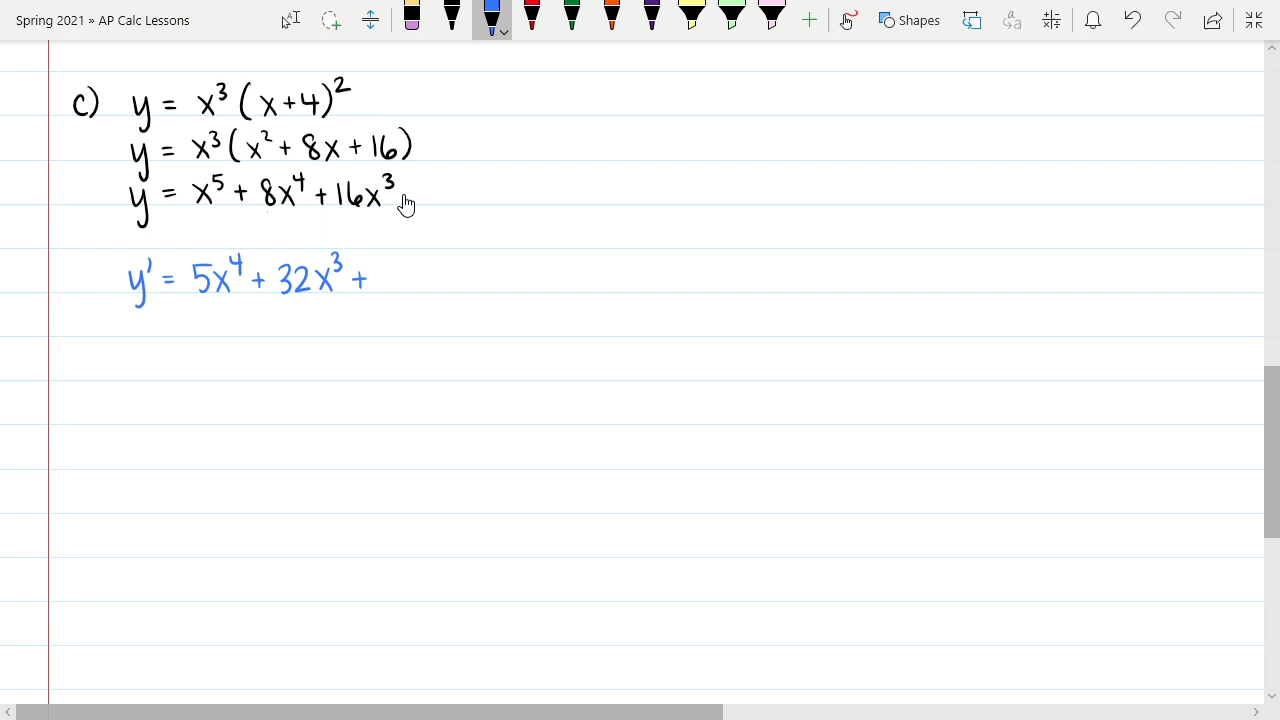 Spring 2021 » AP Calc Lessons
Shapes
c) y = x³ (x+4)²
y = x³(x² + 8x + 16)
y = x⁵ + 8x⁴ + 16x³
y' = 5x⁴ + 32x³ +